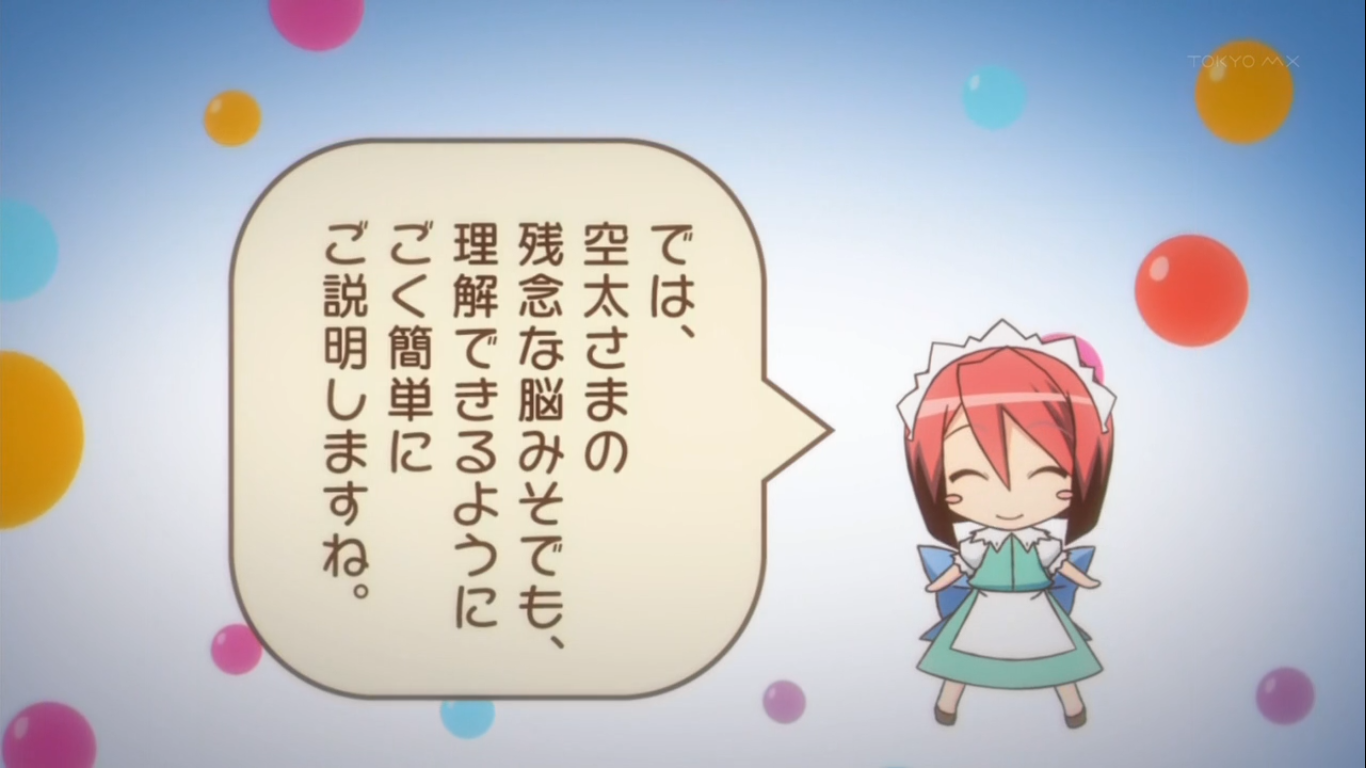 では、
空太さまの
残念な脳みそでも、
理解できるように
ごく簡単に
ご説明しますね。
TOKYO MX